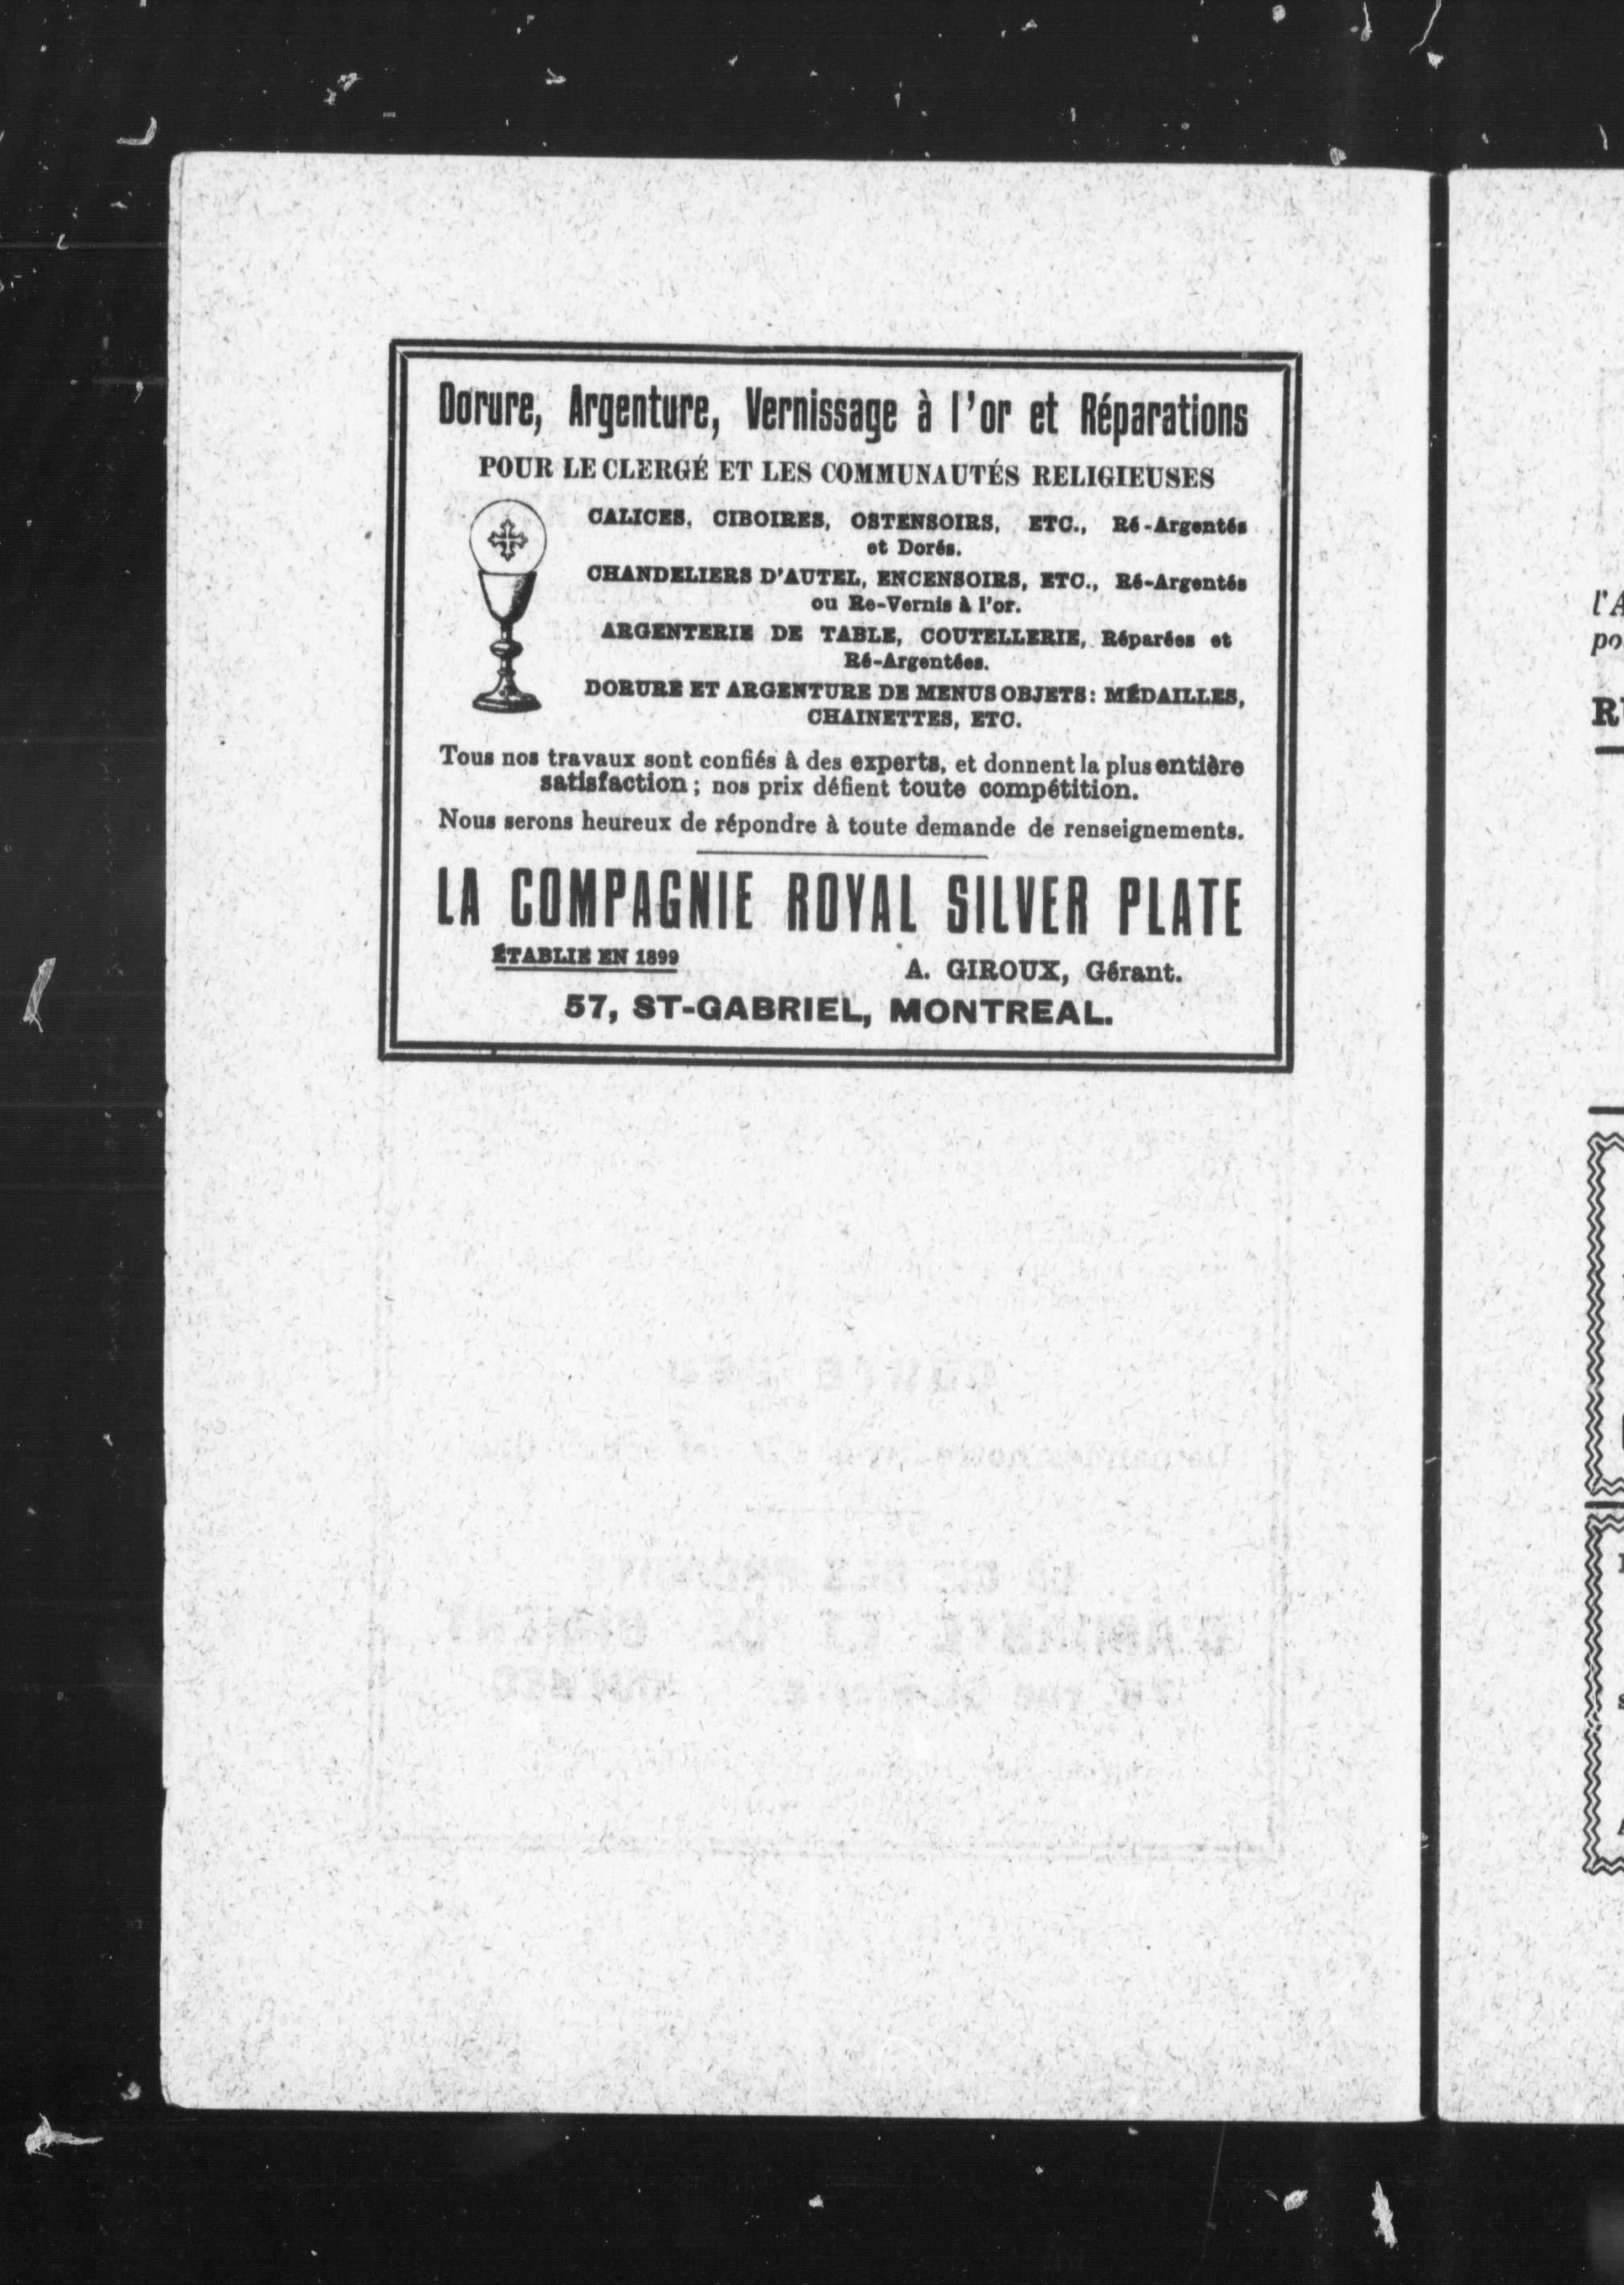 Dorure, Argenture, Vernissage à l'or et Réparations
POUR LE CLERGÉ ET LES COMMUNAUTÉS RELIGIEUSES
CALICES, CIBOIRES, OSTENSOIRS, ETC., Ré-Argentés
et Dorés.
CHANDELIERS D'AUTEL, ENCENSOIRS, ETC., Ré-Argentés
ou Re-Vernis à l'or.
ARGENTERIE DE TABLE, COUTELLERIE, Réparées et
Ré-Argentées.
DORURE ET ARGENTURE DE MENUS OBJETS: MÉDAILLES,
CHAINETTES, ETC.
Tous nos travaux sont confiés à des experts, et donnent la plus entière
satisfaction; nos prix défient toute compétition.
Nous serons heureux de répondre à toute demande de renseignements.
LA COMPAGNIE ROYAL SILVER PLATE
ÉTABLIE EN 1899
A. GIROUX, Gérant.
57, ST-GABRIEL, MONTREAL.